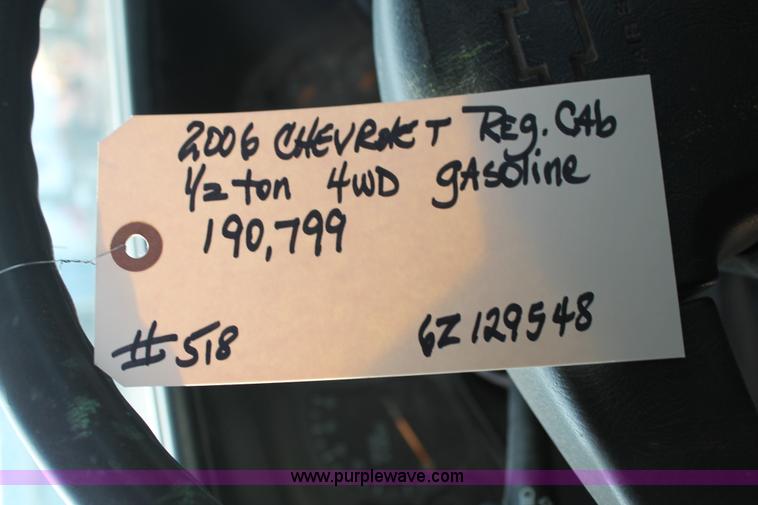 2006 CHEVROLET Reg. CAb
1/2 ton 4WD gASoline
190,799
#518
6Z129548
www.purplewave.com